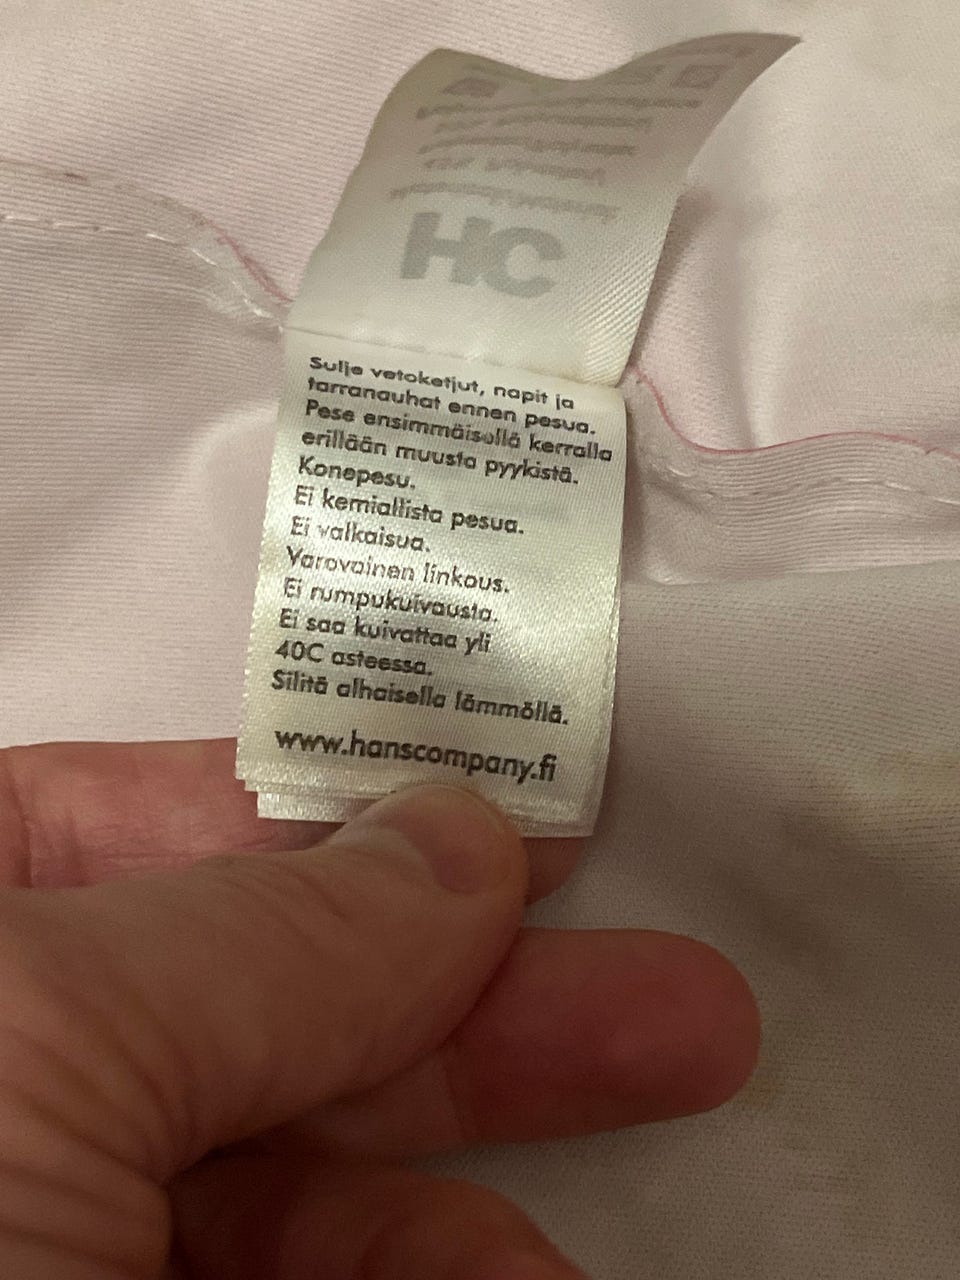 HC
Sulje vetoketjut, napit ja
tarranauhat ennen pesua.
Pese ensimmäisellä kerralla
erillään muusta pyykistä.
Konepesu.
Ei kemiallista pesua.
Ei valkaisua.
Varovainen linkous.
Ei rumpukuivausta.
Ei saa kuivattaa yli
40C asteessa.
Silitä alhaisella lämmöllä.
www.hanscompany.fi